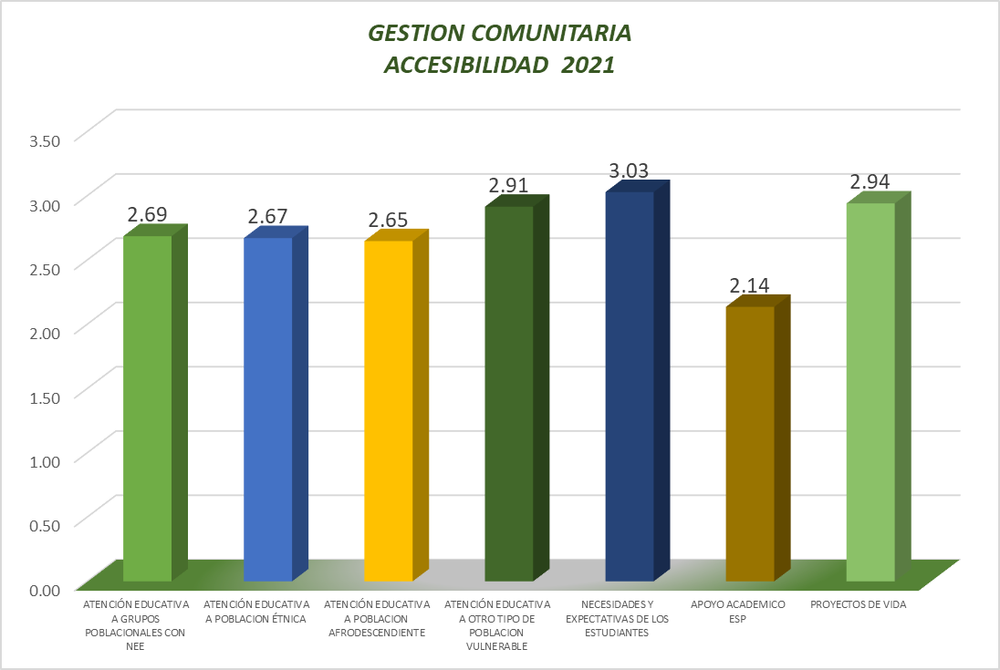 GESTION COMUNITARIA
ACCESIBILIDAD 2021
3.50
3.00
2.50
2.00
1.50
1.00
0.50
0.00
2.69
2.67
2.65
2.91
3.03
2.14
2.94
ATENCIÓN EDUCATIVA
A GRUPOS
POBLACIONALES CON
NEE
ATENCIÓN EDUCATIVA
A POBLACION ÉTNICA
ATENCIÓN EDUCATIVA
A POBLACION
AFRODESCENDIENTE
ATENCIÓN EDUCATIVA
A OTRO TIPO DE
POBLACION
VULNERABLE
NECESIDADES Y
EXPECTATIVAS DE LOS
ESTUDIANTES
APOYO ACADEMICO
ESP
PROYECTOS DE VIDA